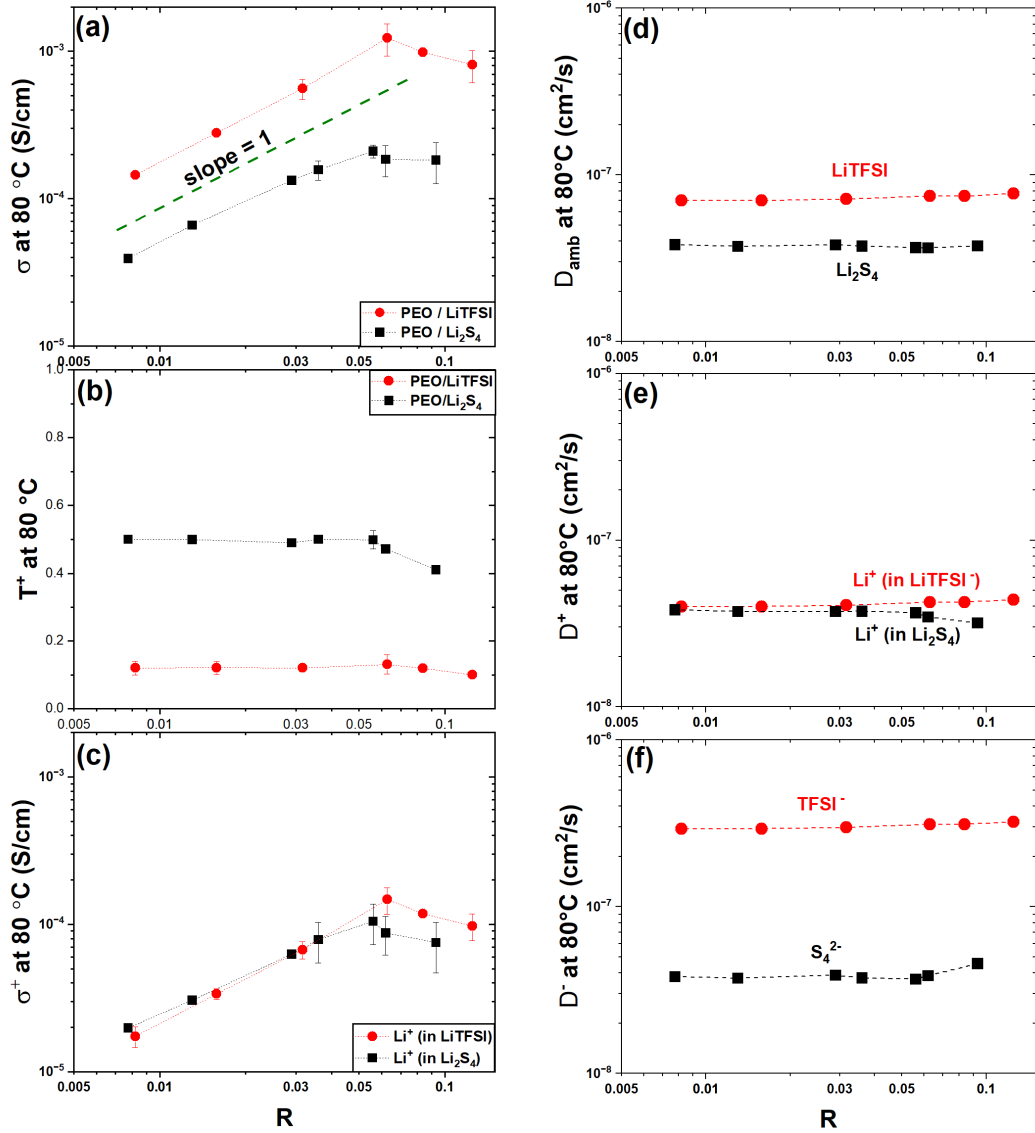 (a)
σ at 80 °C (S/cm)
10⁻³
10⁻⁴
10⁻⁵
slope = 1
PEO / LiTFSI
PEO / Li₂S₄
0.005 0.01 0.03 0.05 0.1
(b)
T⁺ at 80 °C
1.0
0.8
0.6
0.4
0.2
0.0
PEO/LiTFSI
PEO/Li₂S₄
0.005 0.01 0.03 0.05 0.1
(c)
σ⁺ at 80 °C (S/cm)
10⁻³
10⁻⁴
10⁻⁵
Li⁺ (in LiTFSI)
Li⁺ (in Li₂S₄)
0.005 0.01 0.03 0.05 0.1
R
(d)
D_amb at 80°C (cm²/s)
10⁻⁶
10⁻⁷
10⁻⁸
LiTFSI
Li₂S₄
0.005 0.01 0.03 0.05 0.1
(e)
D⁺ at 80°C (cm²/s)
10⁻⁶
10⁻⁷
10⁻⁸
Li⁺ (in LiTFSI⁻)
Li⁺ (in Li₂S₄)
0.005 0.01 0.03 0.05 0.1
(f)
D⁻ at 80°C (cm²/s)
10⁻⁶
10⁻⁷
10⁻⁸
TFSI⁻
S₄²⁻
0.005 0.01 0.03 0.05 0.1
R